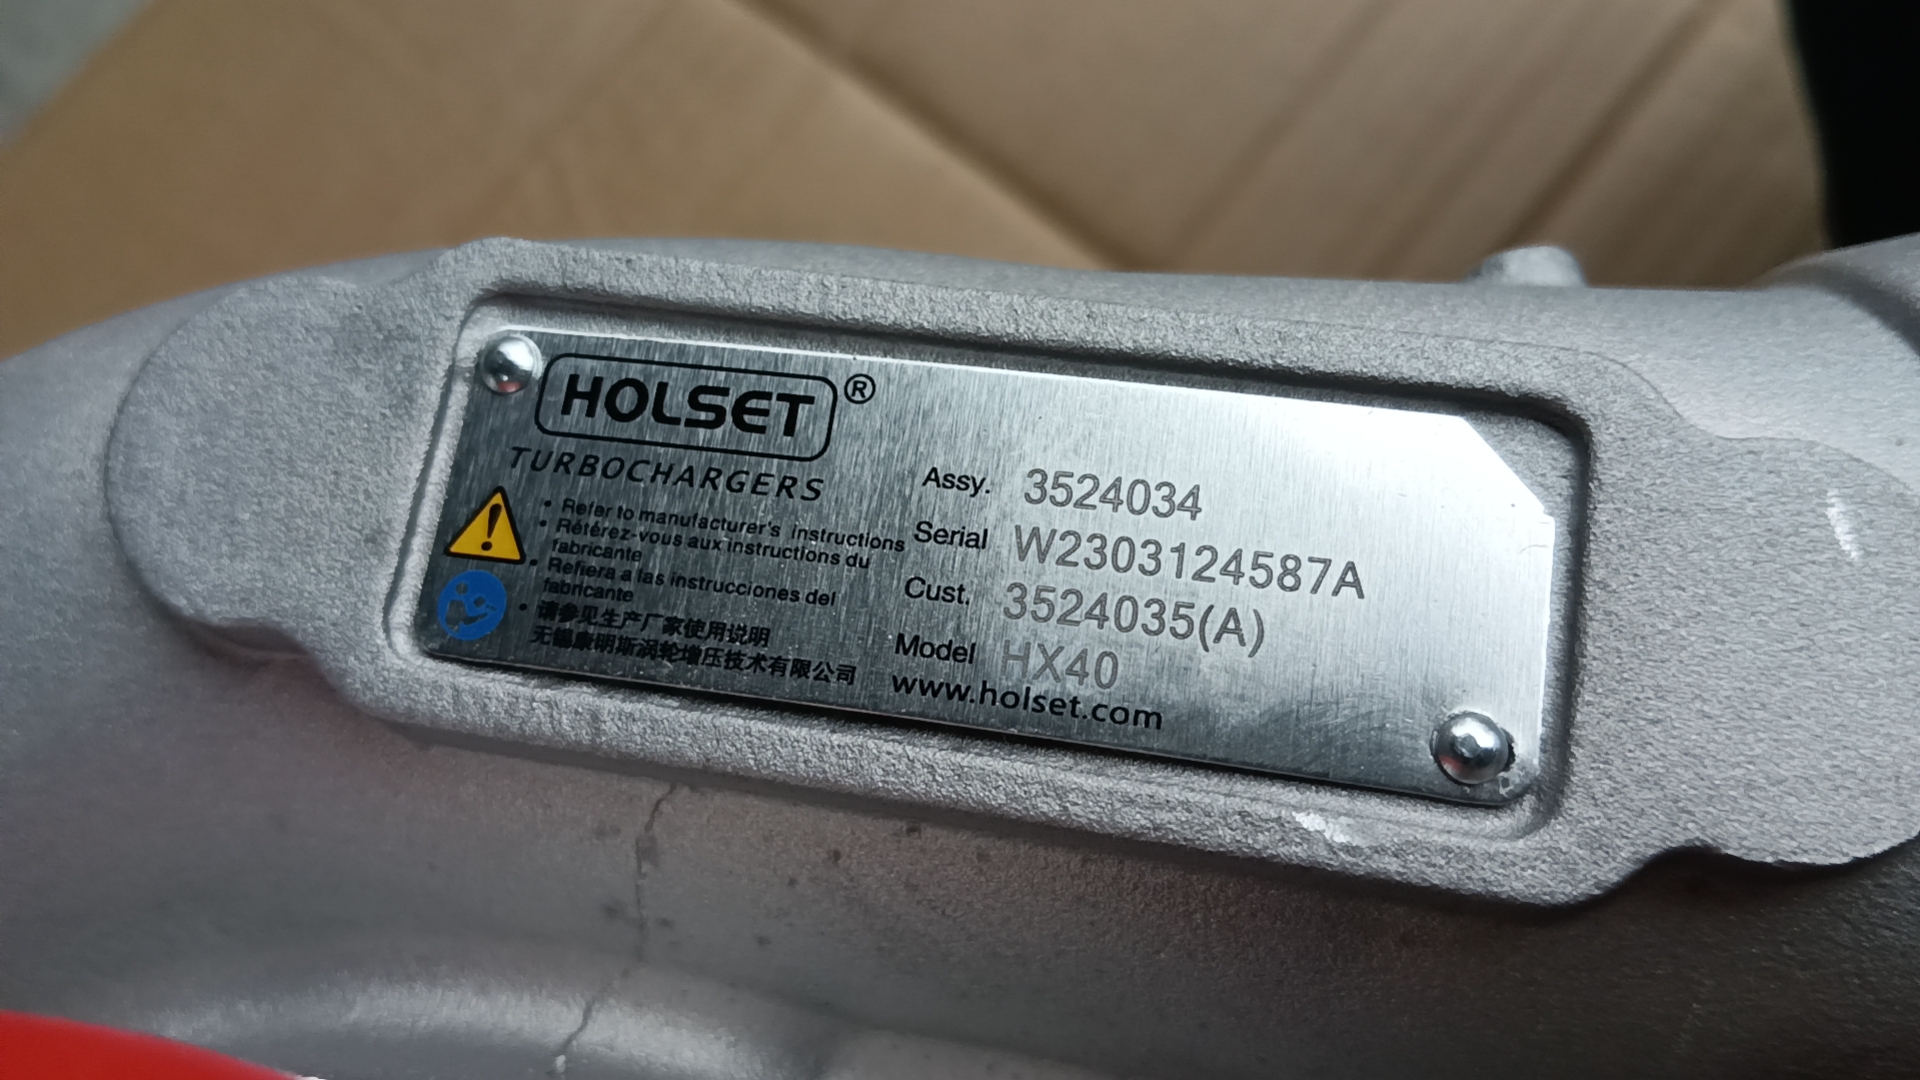 HOLSET®
TURBOCHARGERS
• Refer to manufacturer's instructions
• Rétérez-vous aux instructions du
fabricante
• Refiera a las instrucciones del
fabricante
• 请参见生产厂家使用说明
无锡康明斯涡轮增压技术有限公司
Assy. 3524034
Serial W2303124587A
Cust. 3524035(A)
Model HX40
www.holset.com